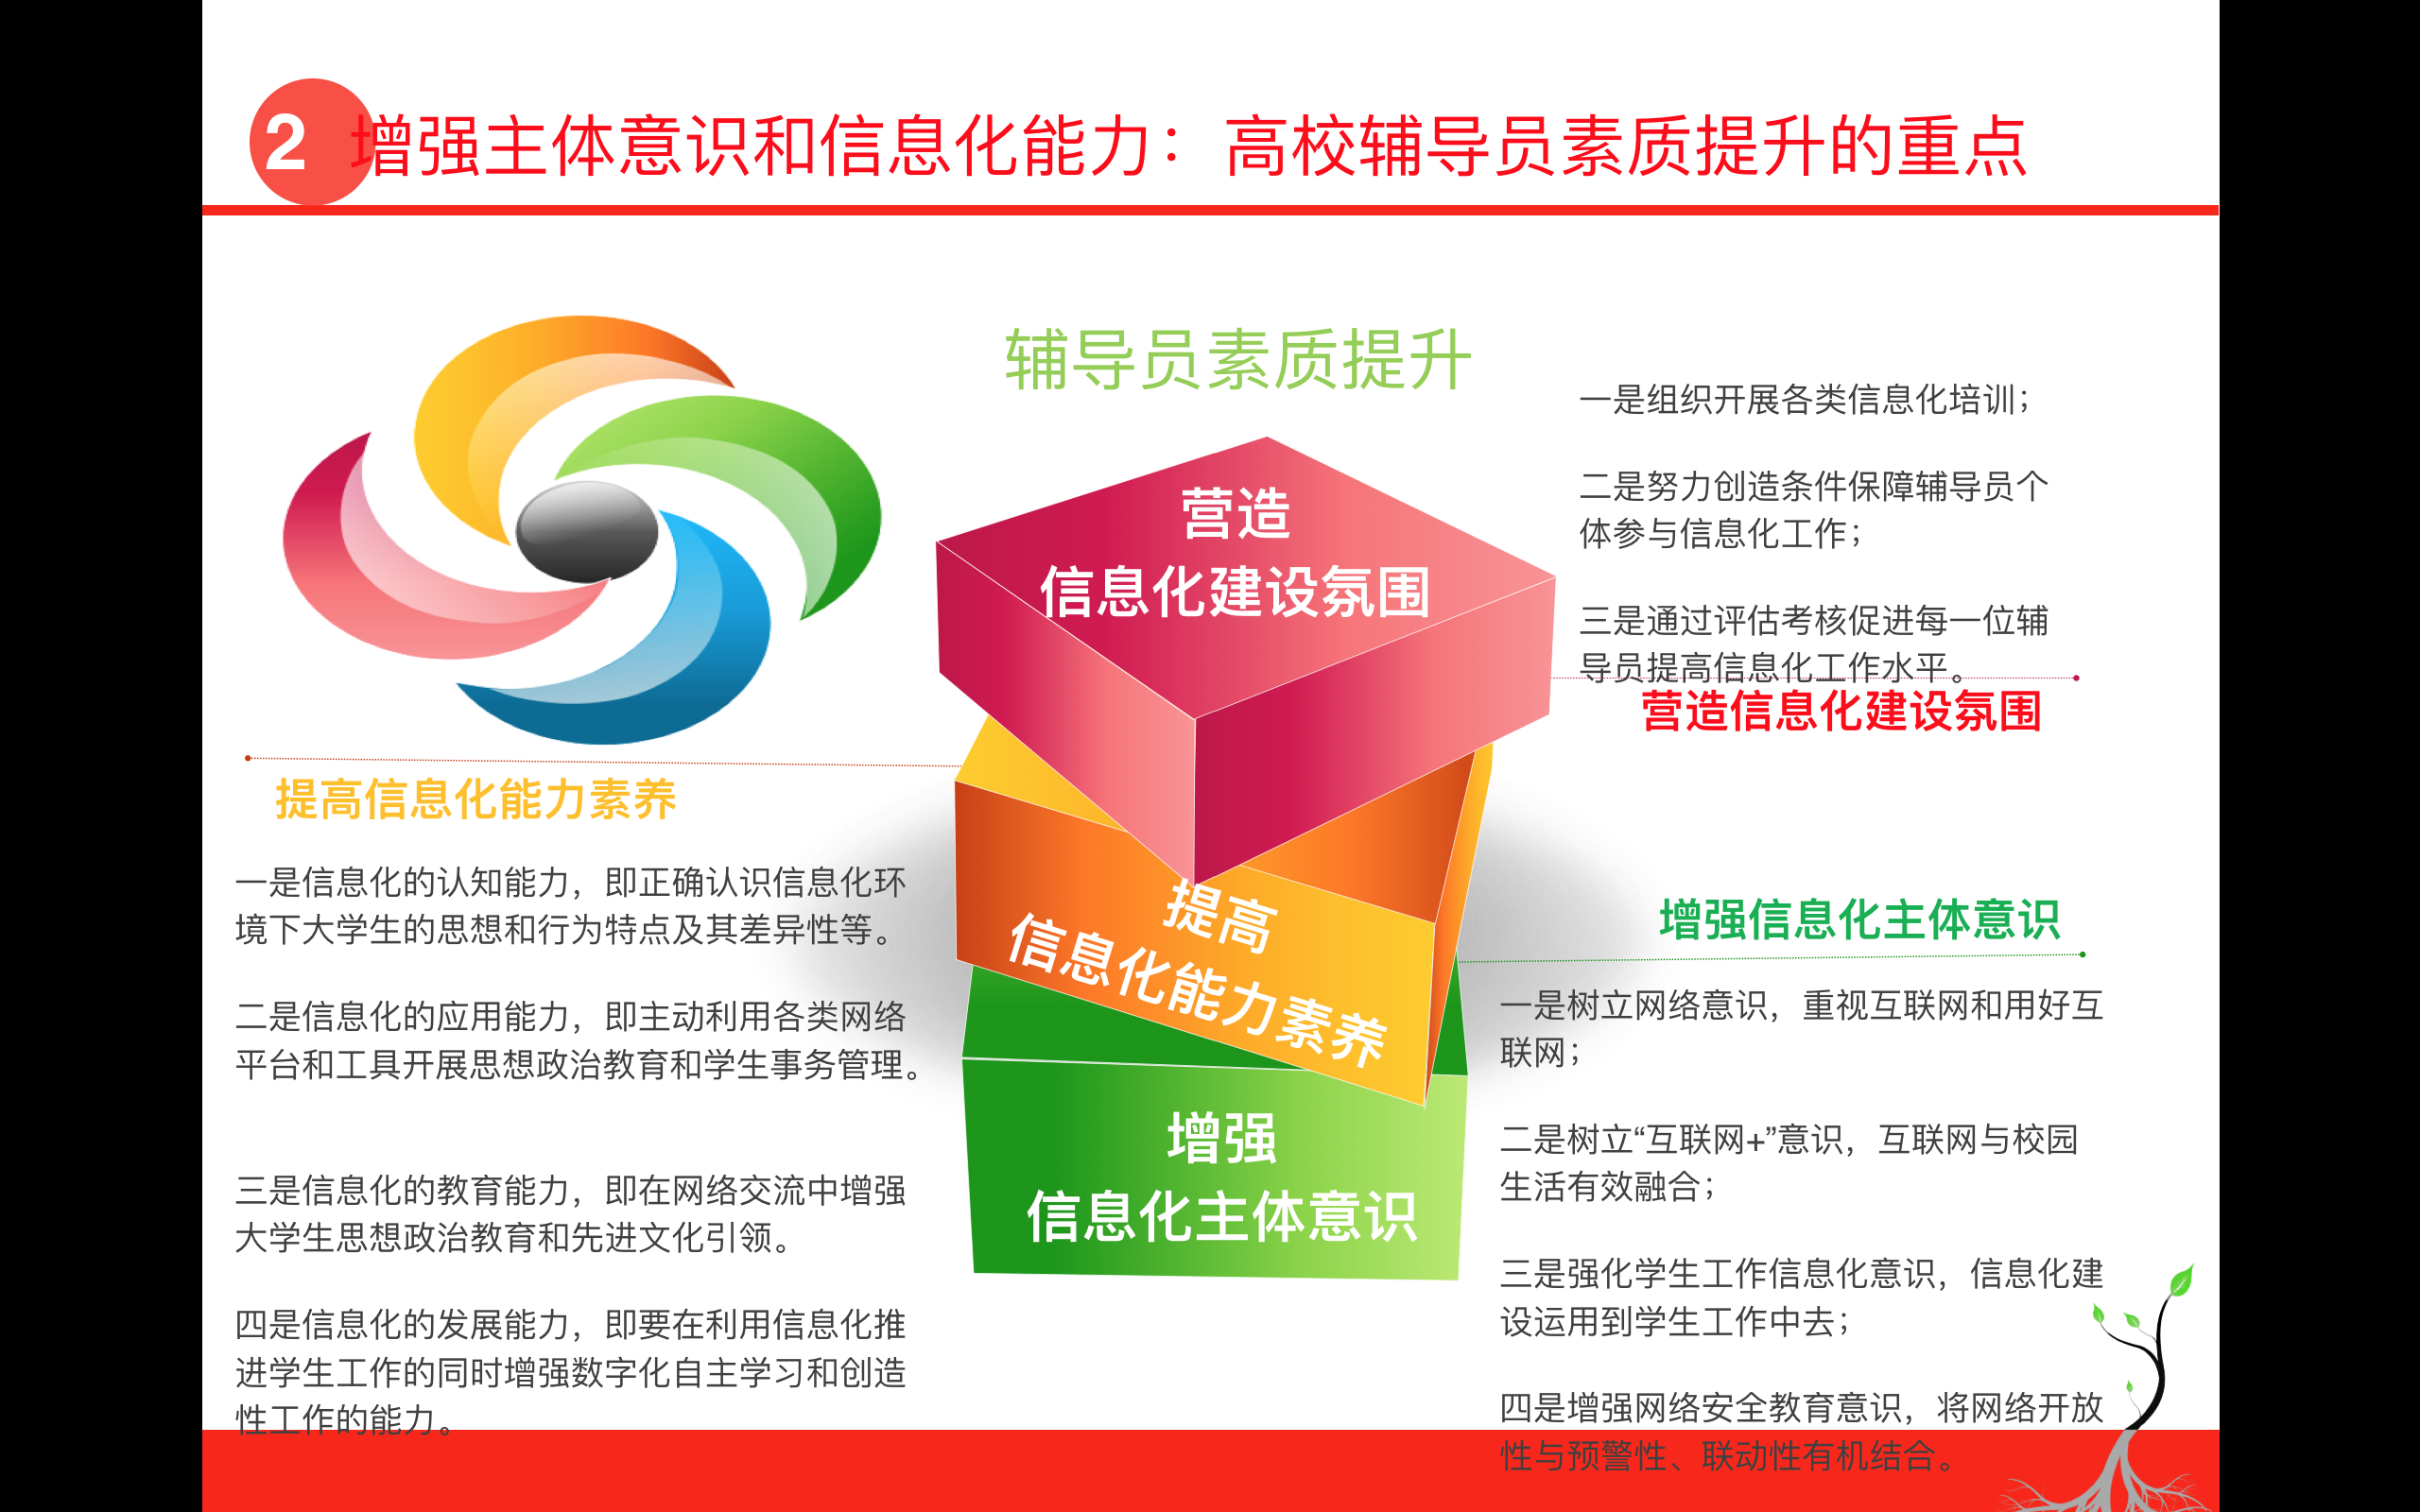 2
增强主体意识和信息化能力：高校辅导员素质提升的重点
辅导员素质提升
营造
信息化建设氛围
提高
信息化能力素养
增强
信息化主体意识
提高信息化能力素养
一是信息化的认知能力，即正确认识信息化环
境下大学生的思想和行为特点及其差异性等。
二是信息化的应用能力，即主动利用各类网络
平台和工具开展思想政治教育和学生事务管理。
三是信息化的教育能力，即在网络交流中增强
大学生思想政治教育和先进文化引领。
四是信息化的发展能力，即要在利用信息化推
进学生工作的同时增强数字化自主学习和创造
性工作的能力。
一是组织开展各类信息化培训；
二是努力创造条件保障辅导员个
体参与信息化工作；
三是通过评估考核促进每一位辅
导员提高信息化工作水平。
营造信息化建设氛围
增强信息化主体意识
一是树立网络意识，重视互联网和用好互
联网；
二是树立“互联网+”意识，互联网与校园
生活有效融合；
三是强化学生工作信息化意识，信息化建
设运用到学生工作中去；
四是增强网络安全教育意识，将网络开放
性与预警性、联动性有机结合。